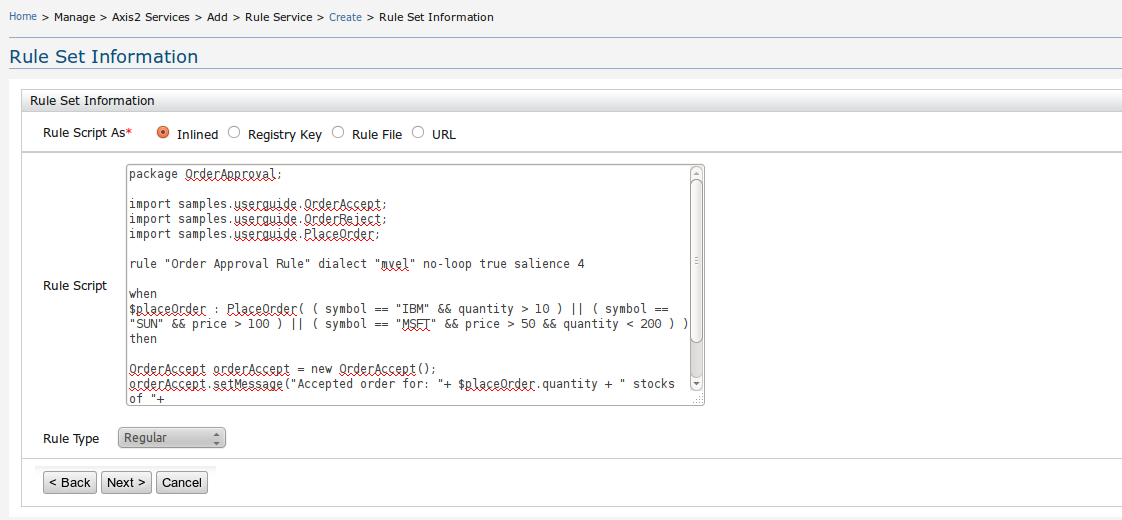 Home > Manage > Axis2 Services > Add > Rule Service > Create > Rule Set Information
Rule Set Information
Rule Set Information
Rule Script As* Inlined Registry Key Rule File URL
Rule Script
package OrderApproval;
import samples.userguide.OrderAccept;
import samples.userguide.OrderReject;
import samples.userguide.PlaceOrder;
rule "Order Approval Rule" dialect "mvel" no-loop true salience 4
when
$placeOrder : PlaceOrder( ( symbol == "IBM" && quantity > 10 ) || ( symbol ==
"SUN" && price > 100 ) || ( symbol == "MSFT" && price > 50 && quantity < 200 ) )
then
OrderAccept orderAccept = new OrderAccept();
orderAccept.setMessage("Accepted order for: "+ $placeOrder.quantity + " stocks
of "+
Rule Type Regular
< Back Next > Cancel